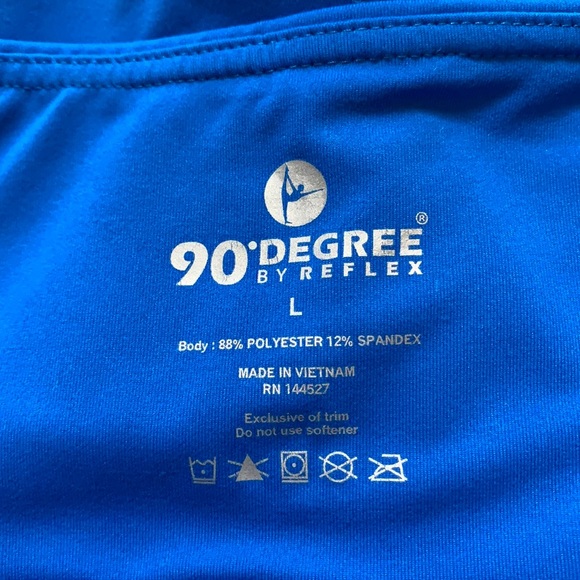 90°DEGREE®
BY REFLEX
L
Body : 88% POLYESTER 12% SPANDEX
MADE IN VIETNAM
RN 144527
Exclusive of trim
Do not use softener